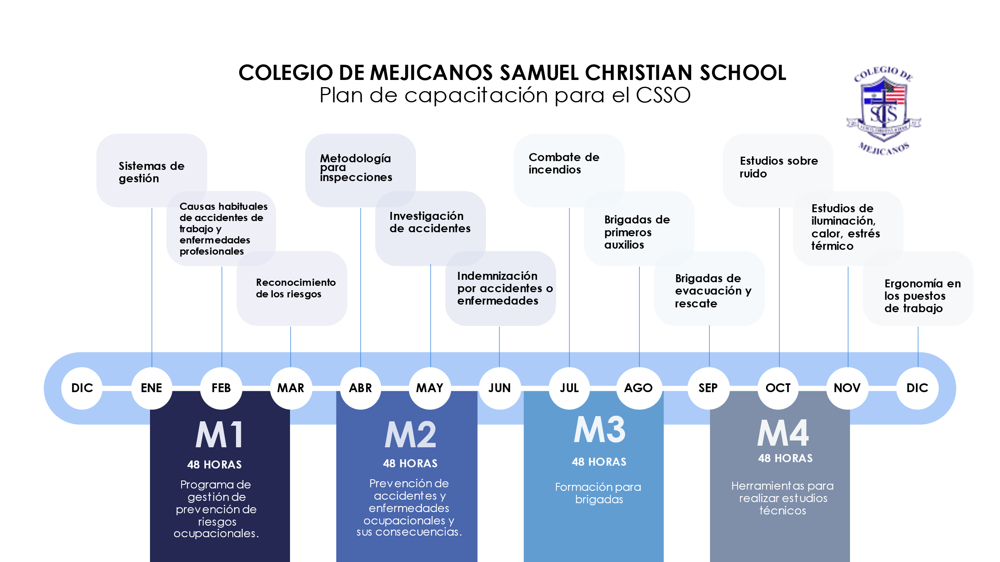 COLEGIO DE MEJICANOS SAMUEL CHRISTIAN SCHOOL
Plan de capacitación para el CSSO
COLEGIO DE
SCS
MEJICANOS
Sistemas de
gestión
Causas habituales
de accidentes de
trabajo y
enfermedades
profesionales
Reconocimiento
de los riesgos
Metodología
para
inspecciones
Investigación
de accidentes
Indemnización
por accidentes o
enfermedades
Combate de
incendios
Brigadas de
primeros
auxilios
Brigadas de
evacuación y
rescate
Estudios sobre
ruido
Estudios de
iluminación,
calor, estrés
térmico
Ergonomía en
los puestos
de trabajo
DIC ENE FEB MAR ABR MAY JUN JUL AGO SEP OCT NOV DIC
M1
48 HORAS
Programa de
gestión de
prevención de
riesgos
ocupacionales.
M2
48 HORAS
Prevención de
accidentes y
enfermedades
ocupacionales y
sus consecuencias.
M3
48 HORAS
Formación para
brigadas
M4
48 HORAS
Herramientas para
realizar estudios
técnicos